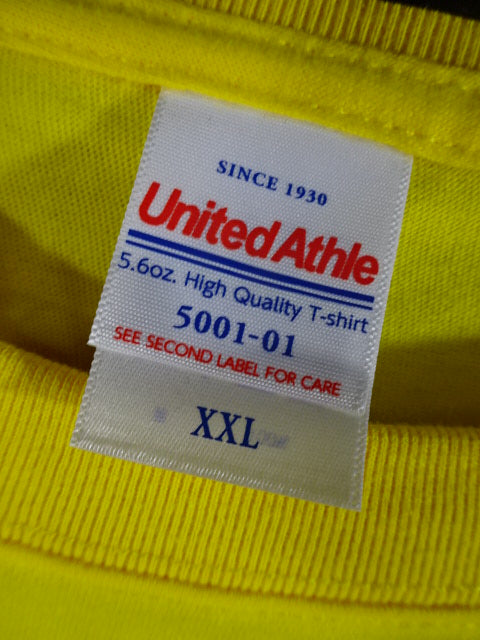 SINCE 1930
United Athle
5.6oz. High Quality T-shirt
5001-01
SEE SECOND LABEL FOR CARE
XXL